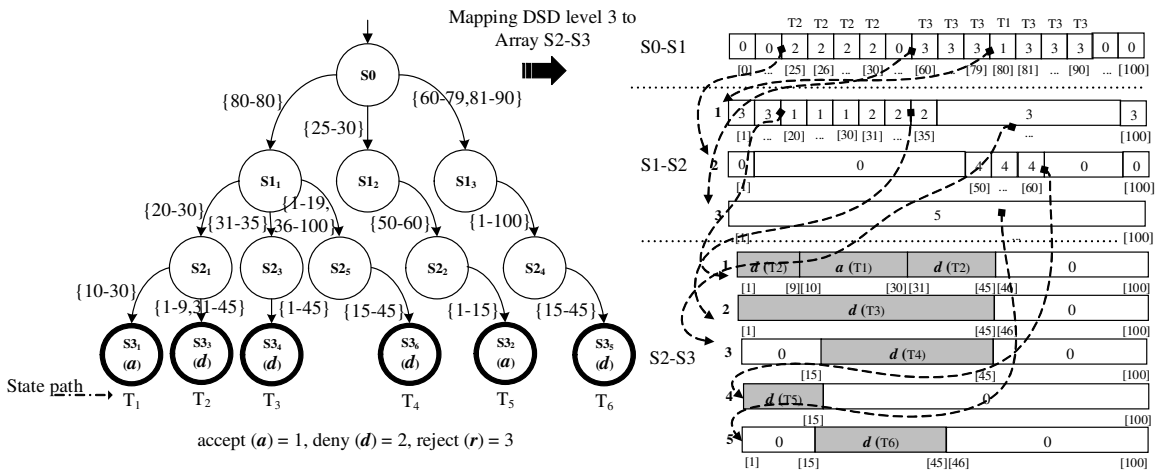 Mapping DSD level 3 to
Array S2-S3
S0
{80-80}
{25-30}
{60-79,81-90}
S1₁
S1₂
S1₃
{20-30}
{31-35}
{1-19,
36-100}
{50-60}
{1-100}
S2₁
S2₃
S2₅
S2₂
S2₄
{10-30}
{1-9,31-45}
{1-45}
{15-45}
{1-15}
{15-45}
S3₁
(a)
S3₃
(d)
S3₄
(d)
S3₆
(d)
S3₂
(a)
S3₅
(d)
State path
T₁ T₂ T₃ T₄ T₅ T₆
accept (a) = 1, deny (d) = 2, reject (r) = 3
T2 T2 T2 T2 T3 T3 T3 T1 T3 T3 T3
S0-S1
0 0 2 2 2 2 0 3 3 3 1 3 3 3 0 0
[0] ... [25] [26] ... [30] ... [60] [79] [80] [81] ... [90] ... [100]
S1-S2
1 3 3 1 1 1 2 2 2 3 3
[1] ... [20] ... [30] [31] ... [35] ... [100]
2 0 0 4 4 4 0 0
[1] [50] ... [60] [100]
3 5
[1] ... [100]
S2-S3
1 d (T2) a (T1) d (T2) 0
[1] [9] [10] [30] [31] [45] [46] [100]
2 d (T3) 0
[1] [45] [46] [100]
3 0 d (T4) 0
[15] [45] [100]
4 d (T5) 0
[15] [100]
5 0 d (T6) 0
[1] [15] [45] [46] [100]